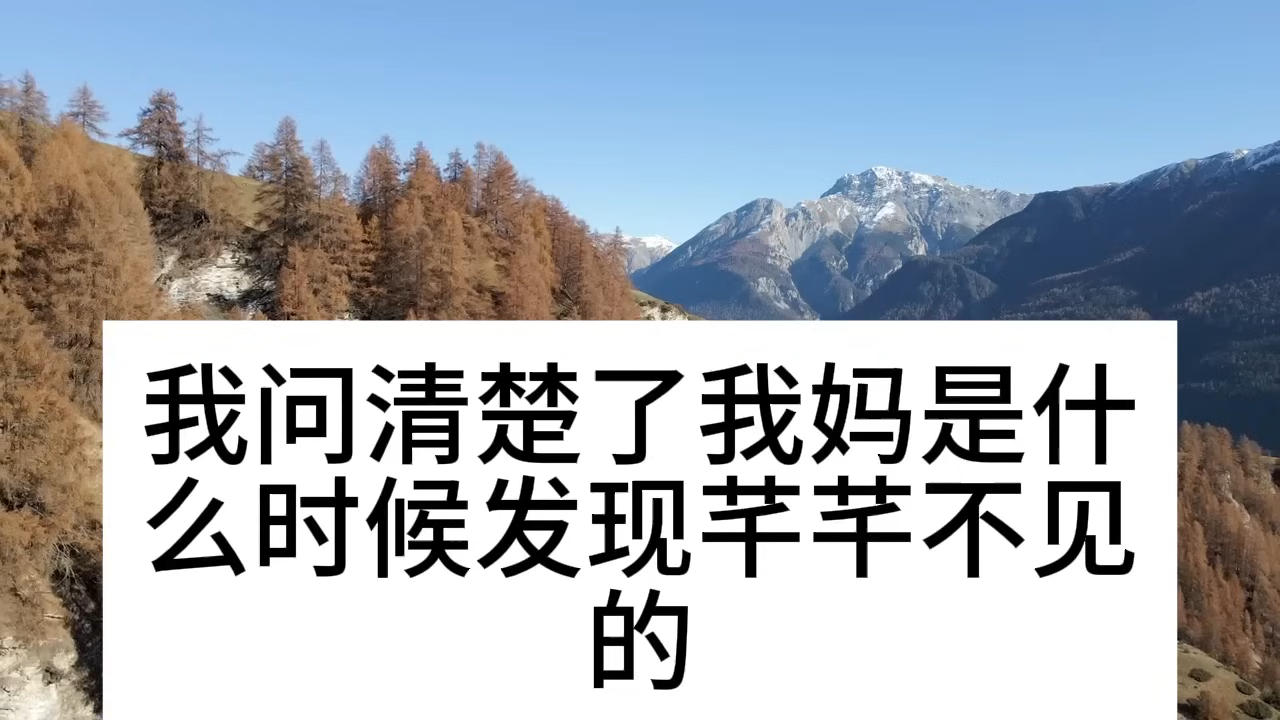 我问清楚了我妈是什
么时候发现芊芊不见
的